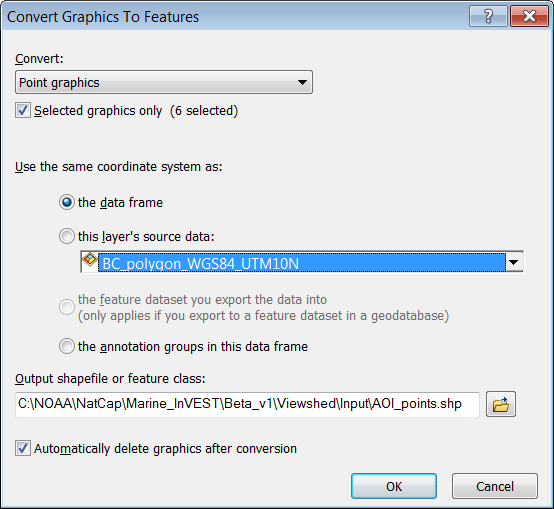 Convert Graphics To Features
Convert:
Point graphics
Selected graphics only (6 selected)
Use the same coordinate system as:
the data frame
this layer's source data:
BC_polygon_WGS84_UTM10N
the feature dataset you export the data into
(only applies if you export to a feature dataset in a geodatabase)
the annotation groups in this data frame
Output shapefile or feature class:
C:\NOAA\NatCap\Marine_InVEST\Beta_v1\Viewshed\Input\AOI_points.shp
Automatically delete graphics after conversion
OK Cancel